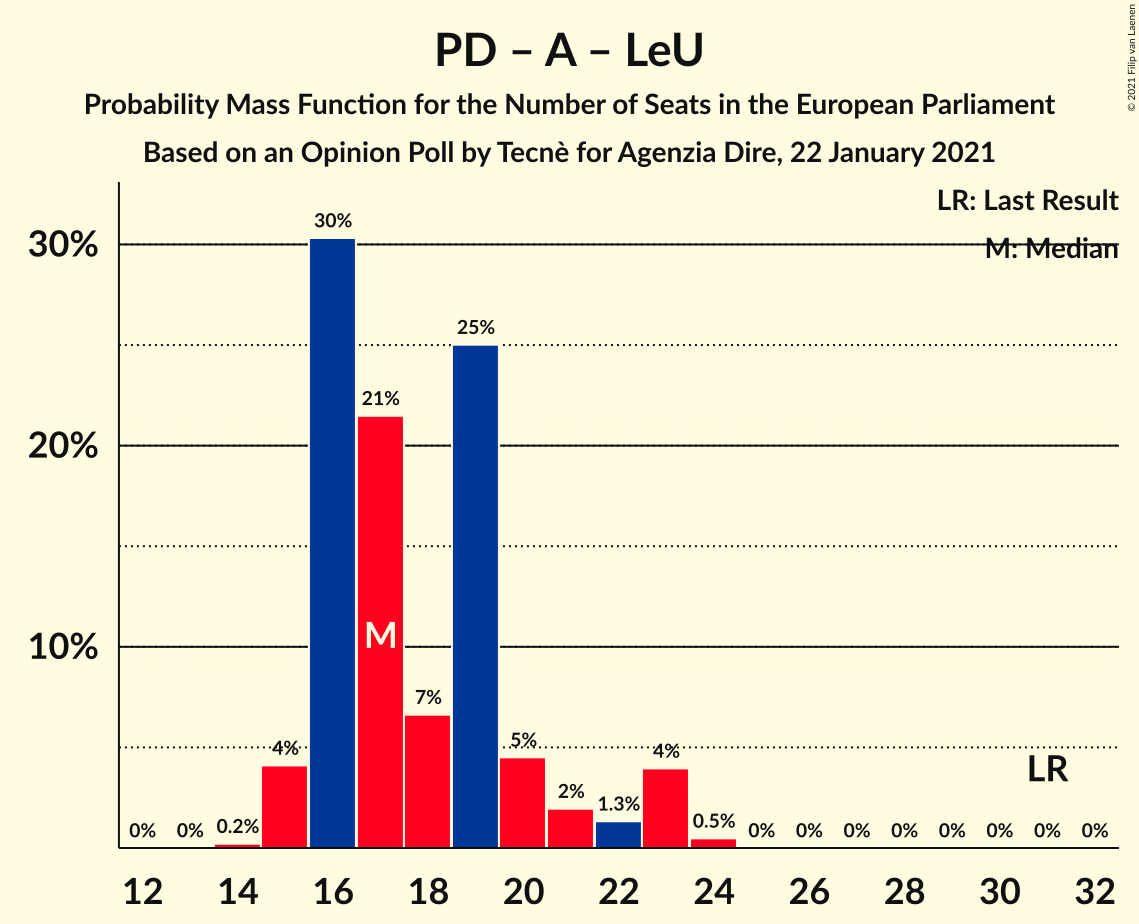 PD – A – LeU
Probability Mass Function for the Number of Seats in the European Parliament
Based on an Opinion Poll by Tecnè for Agenzia Dire, 22 January 2021
© 2021 Filip van Laenen
LR: Last Result
M: Median
30%
20%
10%
0% 0% 0.2% 4% 30% 21% 7% 25% 5% 2% 1.3% 4% 0.5% 0% 0% 0% 0% 0% 0% 0% 0%
M
LR
12 14 16 18 20 22 24 26 28 30 32